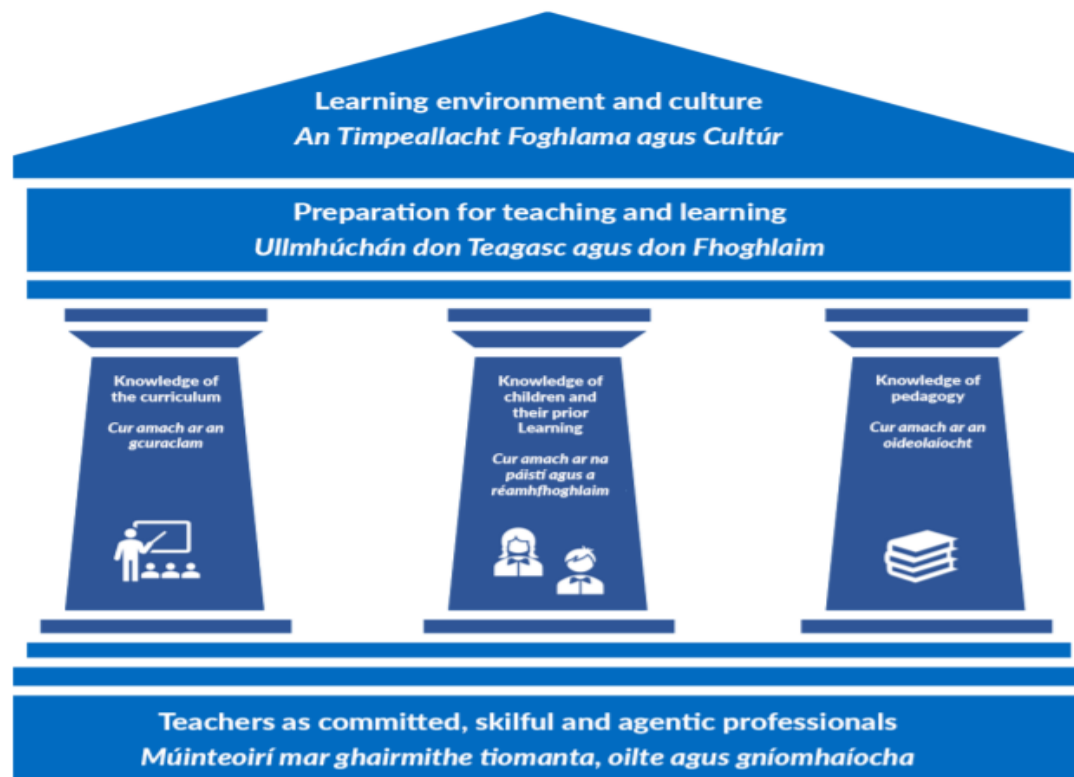 Learning environment and culture
An Timpeallacht Foghlama agus Cultúr
Preparation for teaching and learning
Ullmhúchán don Teagasc agus don Fhoghlaim
Knowledge of
the curriculum
Cur amach ar an
gcuraclam
Knowledge of
children and
their prior
Learning
Cur amach ar na
páistí agus a
réamhfhoghlaim
Knowledge of
pedagogy
Cur amach ar an
oideolaíocht
Teachers as committed, skilful and agentic professionals
Múinteoirí mar ghairmithe tiomanta, oilte agus gníomhaíocha